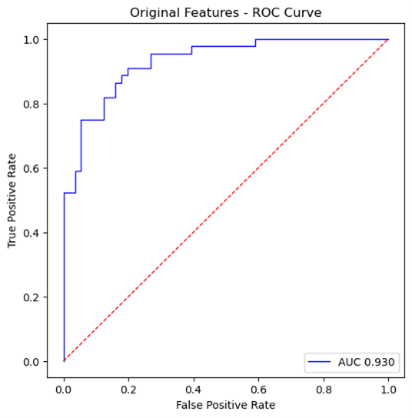 Original Features - ROC Curve
1.0
0.8
0.6
0.4
0.2
0.0
True Positive Rate
AUC 0.930
0.0 0.2 0.4 0.6 0.8 1.0
False Positive Rate